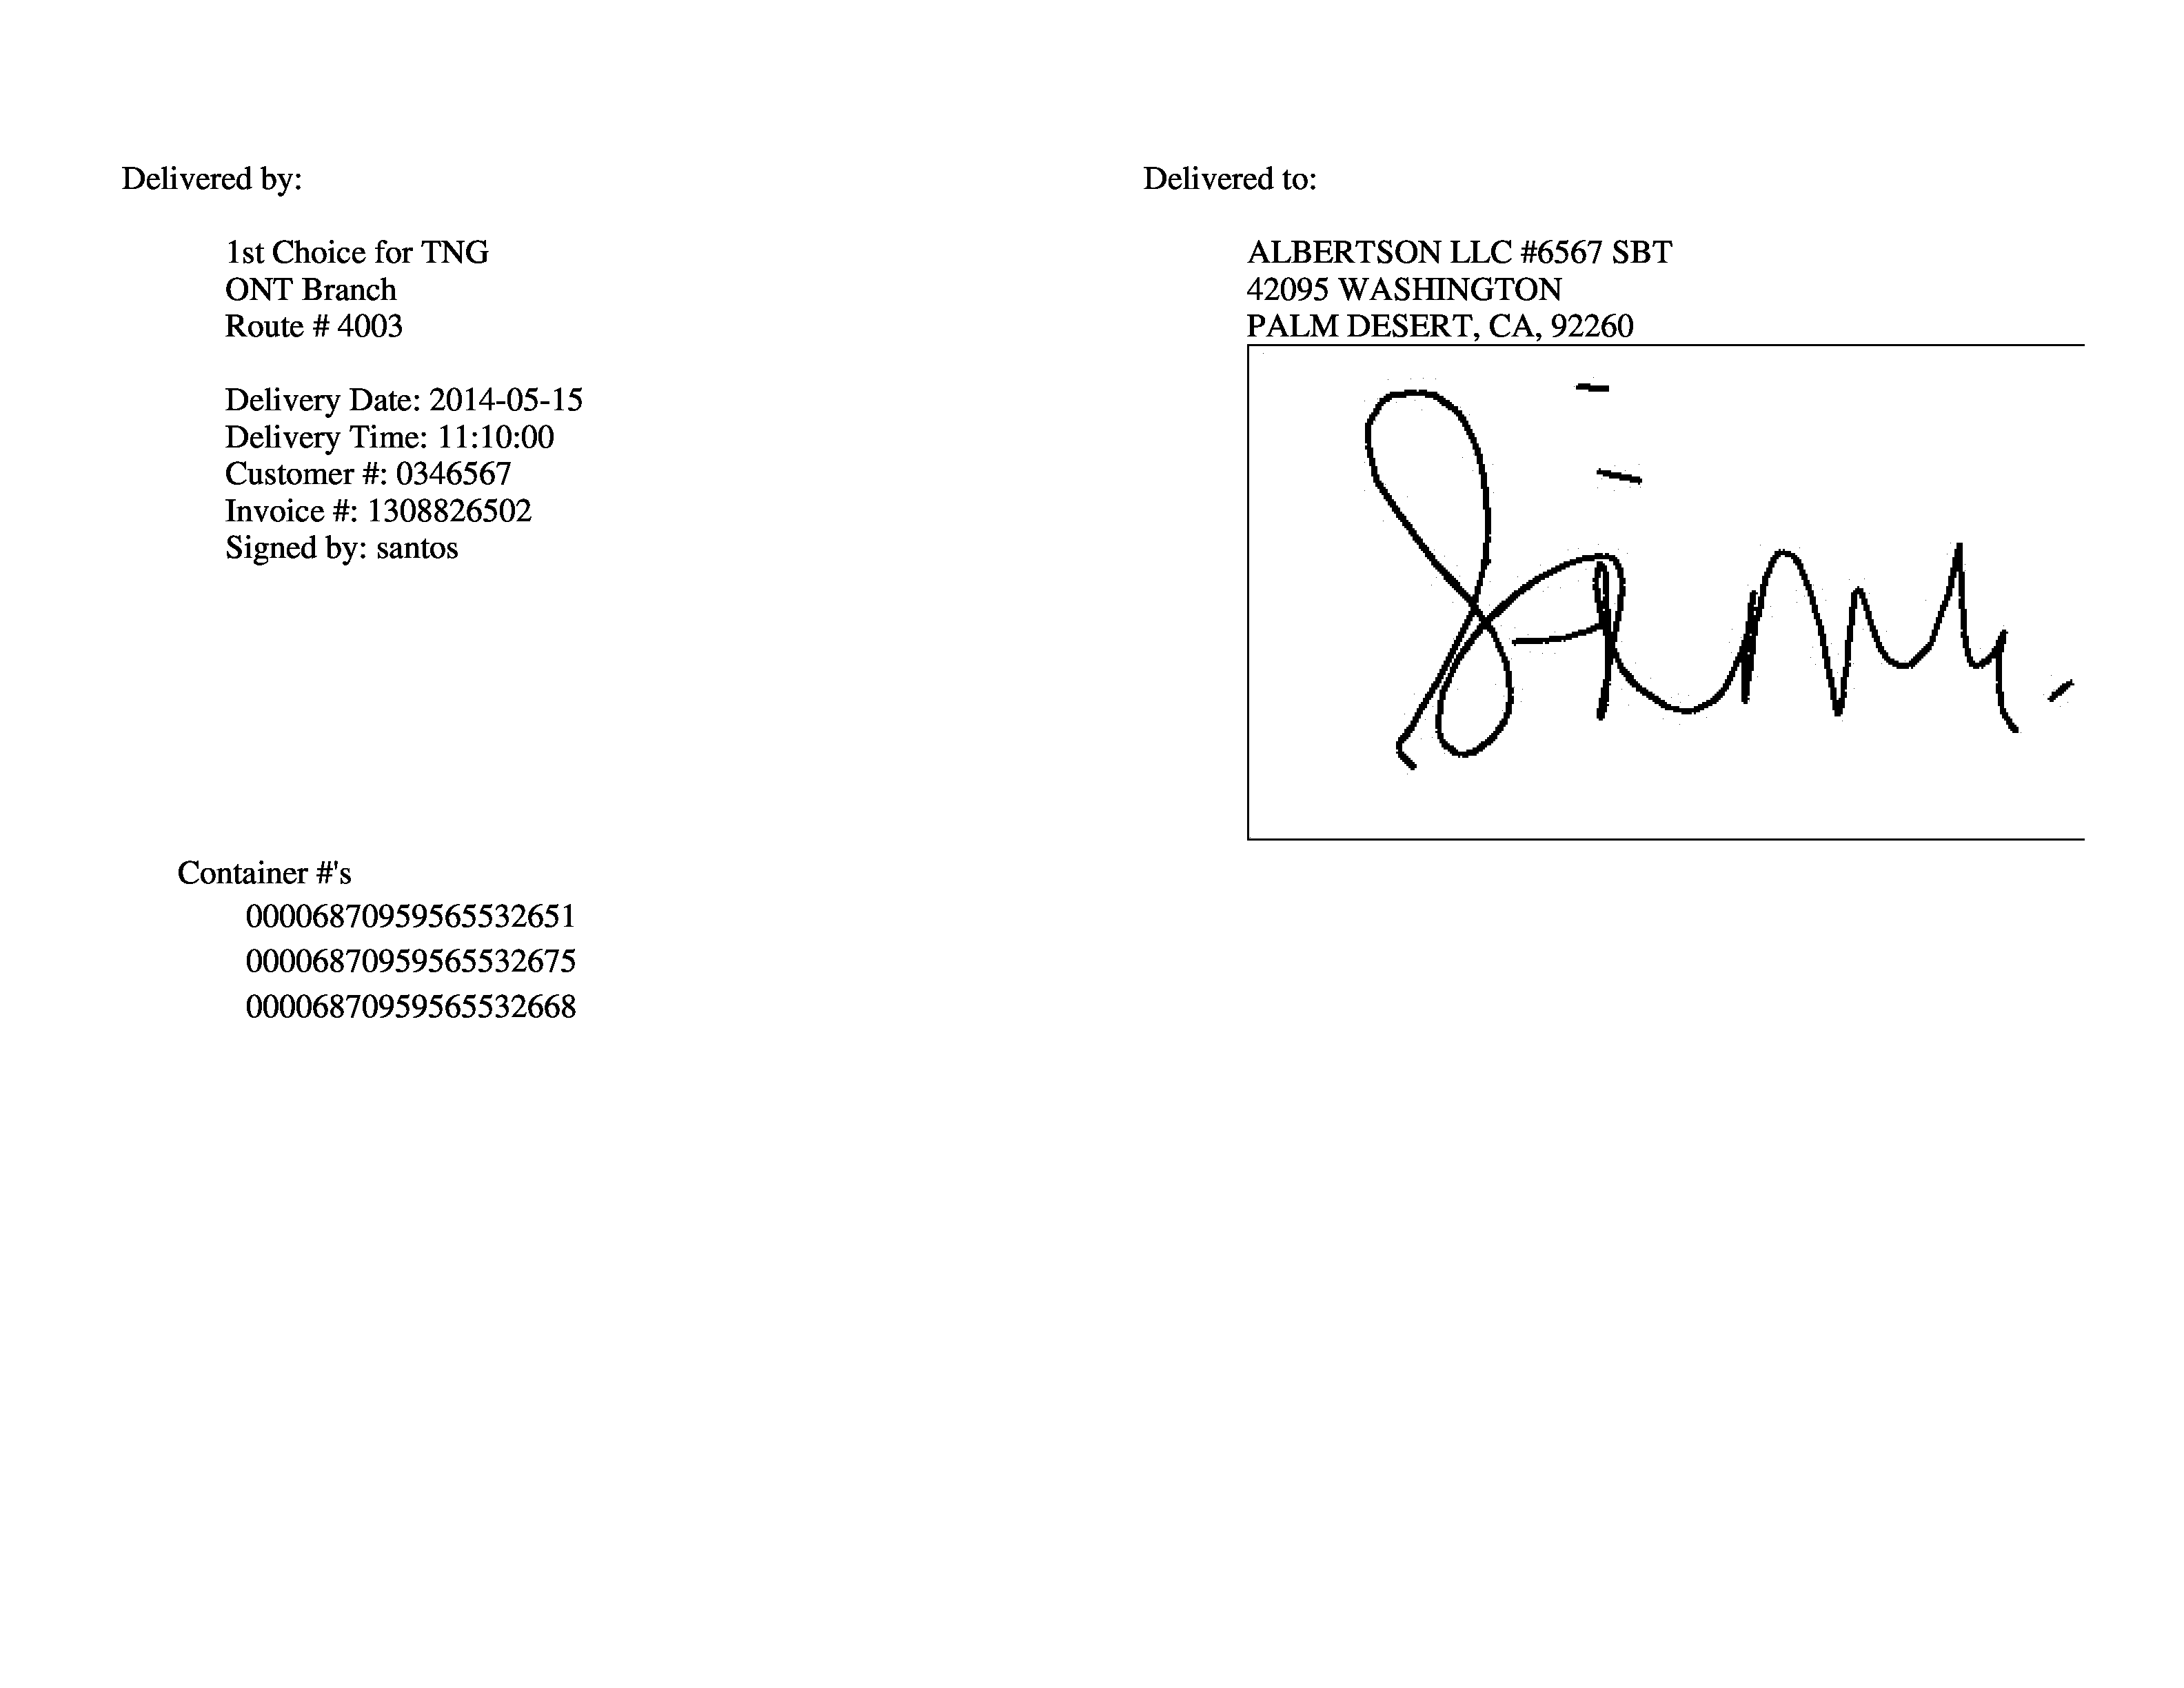 Delivered by:
1st Choice for TNG
ONT Branch
Route # 4003
Delivery Date: 2014-05-15
Delivery Time: 11:10:00
Customer #: 0346567
Invoice #: 1308826502
Signed by: santos
Delivered to:
ALBERTSON LLC #6567 SBT
42095 WASHINGTON
PALM DESERT, CA, 92260
Container #'s
00006870959565532651
00006870959565532675
00006870959565532668